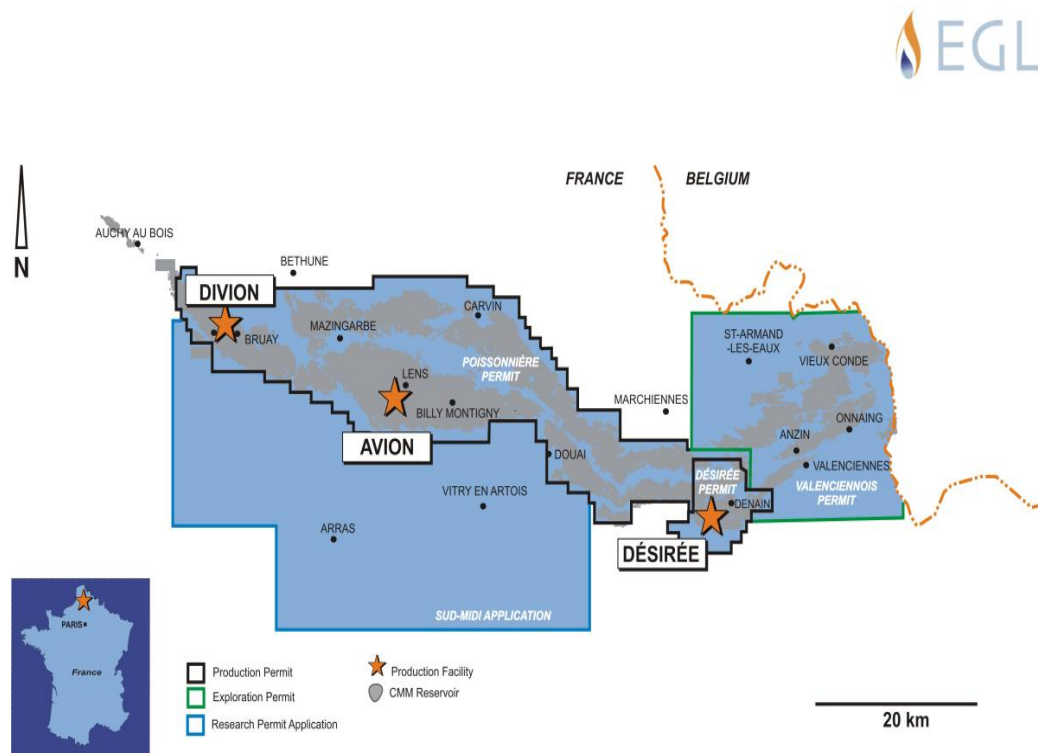 EGL
FRANCE
BELGIUM
N
AUCHY AU BOIS
BETHUNE
DIVION
BRUAY
MAZINGARBE
CARVIN
POISSONNIÈRE
PERMIT
LENS
BILLY MONTIGNY
AVION
MARCHIENNES
ST-ARMAND
-LES-EAUX
VIEUX CONDE
ONNAING
ANZIN
VALENCIENNES
VALENCIENNOIS
PERMIT
DOUAI
DÉSIRÉE
PERMIT
DENAIN
VITRY EN ARTOIS
ARRAS
DÉSIRÉE
SUD-MIDI APPLICATION
PARIS
France
Production Permit
Exploration Permit
Research Permit Application
Production Facility
CMM Reservoir
20 km